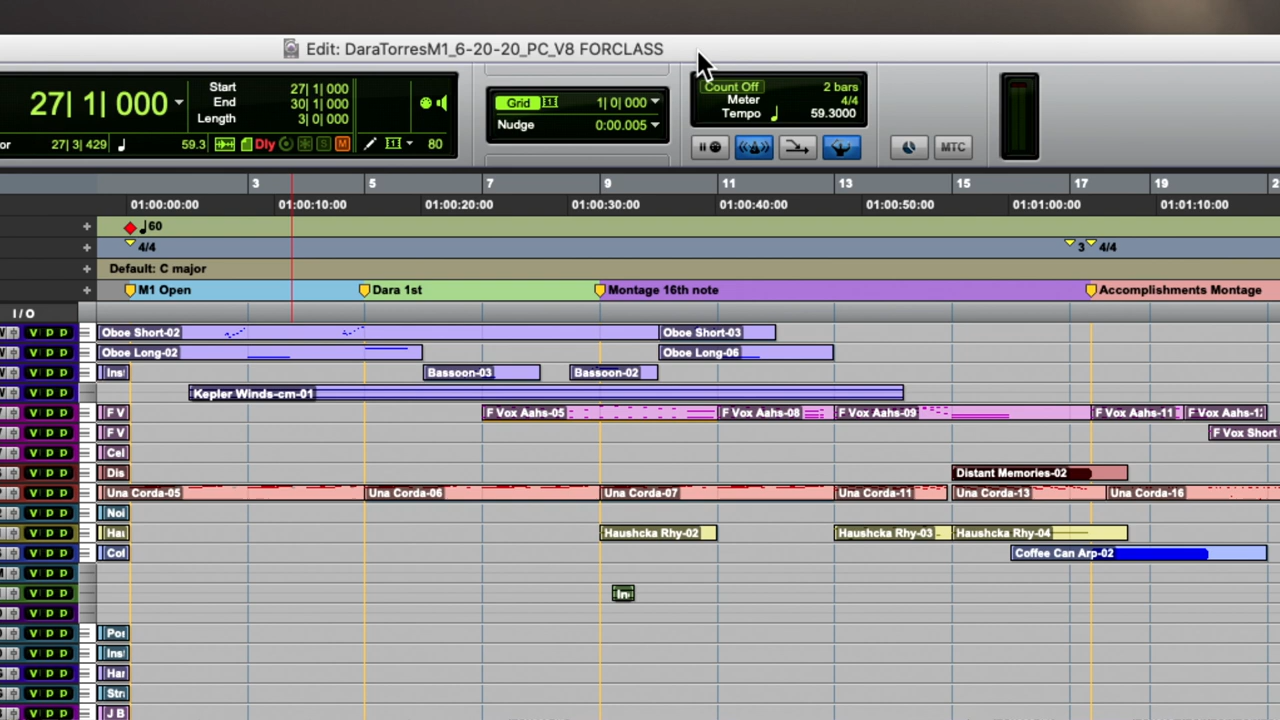 Edit: DaraTorresM1_6-20-20_PC_V8 FORCLASS
27| 1| 000
Start 27| 1| 000
End 30| 1| 000
Length 3| 0| 000
27| 3| 429 59.3 Dly S M 80
Grid 1| 0| 000
Nudge 0:00.005
Count Off 2 bars
Meter 4/4
Tempo 59.3000
MTC
3 5 7 9 11 13 15 17 19 2
01:00:00:00 01:00:10:00 01:00:20:00 01:00:30:00 01:00:40:00 01:00:50:00 01:01:00:00 01:01:10:00
60
4/4 3 4/4
Default: C major
M1 Open Dara 1st Montage 16th note Accomplishments Montage
I/O
V P P Oboe Short-02 Oboe Short-03
V P P Oboe Long-02 Oboe Long-06
V P P Ins Bassoon-03 Bassoon-02
V P P Kepler Winds-cm-01
V P P F V F Vox Aahs-05 F Vox Aahs-08 F Vox Aahs-09 F Vox Aahs-11 F Vox Aahs-1
V P P F V F Vox Short
V P P Cel
V P P Dis Distant Memories-02
V P P Una Corda-05 Una Corda-06 Una Corda-07 Una Corda-11 Una Corda-13 Una Corda-16
V P P Noi
V P P Hau Haushcka Rhy-02 Haushcka Rhy-03 Haushcka Rhy-04
V P P Cof Coffee Can Arp-02
V P P
V P P In
V P P
V P P Por
V P P Ins
V P P Har
V P P Stri
V P P J B